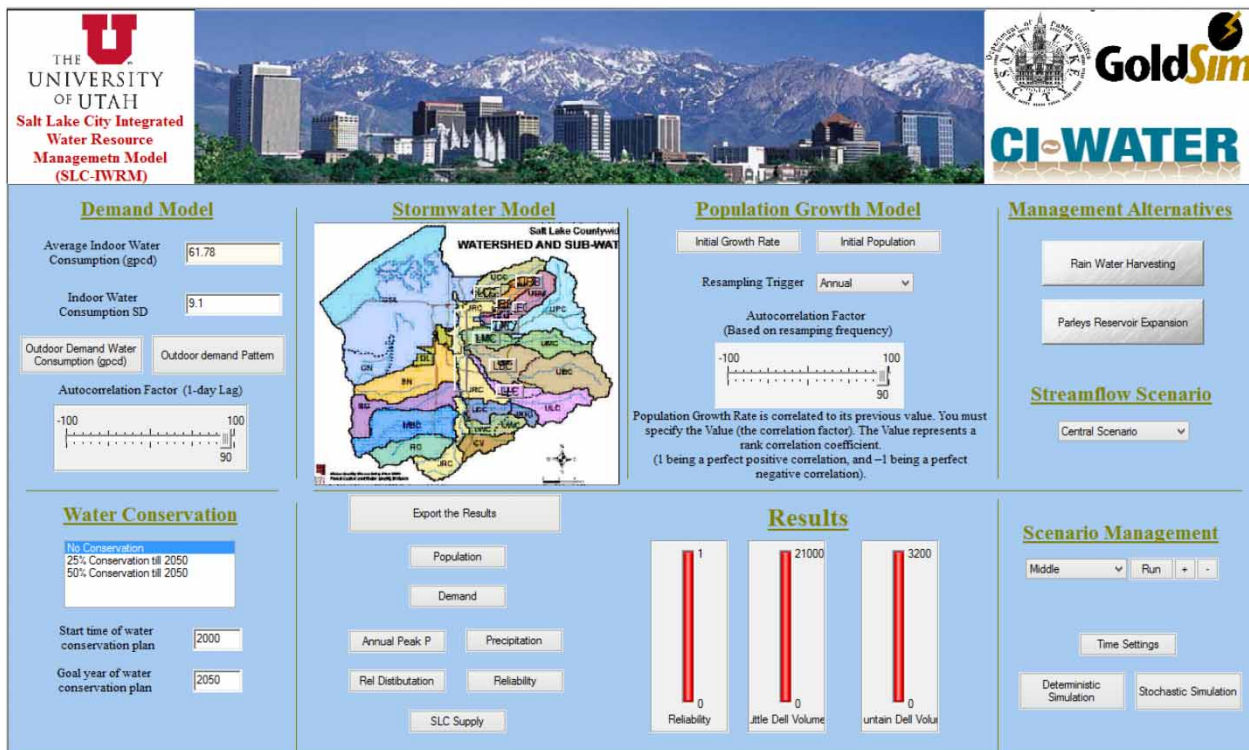 THE
UNIVERSITY
OF UTAH
Salt Lake City Integrated
Water Resource
Managemetn Model
(SLC-IWRM)
SALT LAKE CITY
GoldSim
CI~WATER
Demand Model
Average Indoor Water
Consumption (gpcd)
61.78
Indoor Water
Consumption SD
9.1
Outdoor Demand Water
Consumption (gpcd)
Outdoor demand Pattern
Autocorrelation Factor (1-day Lag)
-100 100
90
Stormwater Model
Salt Lake Countywid
WATERSHED AND SUB-WAT
Population Growth Model
Initial Growth Rate
Initial Population
Resampling Trigger
Annual
Autocorrelation Factor
(Based on resamping frequency)
-100 100
90
Population Growth Rate is correlated to its previous value. You must
specify the Value (the correlation factor). The Value represents a
rank correlation coefficient.
(1 being a perfect positive correlation, and –1 being a perfect
negative correlation).
Management Alternatives
Rain Water Harvesting
Parleys Reservoir Expansion
Streamflow Scenario
Central Scenario
Water Conservation
No Conservation
25% Conservation till 2050
50% Conservation till 2050
Start time of water
conservation plan
2000
Goal year of water
conservation plan
2050
Export the Results
Population
Demand
Annual Peak P
Precipitation
Rel Distibutation
Reliability
SLC Supply
Results
1
0
Reliability
21000
0
ittle Dell Volume
3200
0
untain Dell Volu
Scenario Management
Middle
Run + -
Time Settings
Deterministic
Simulation
Stochastic Simulation